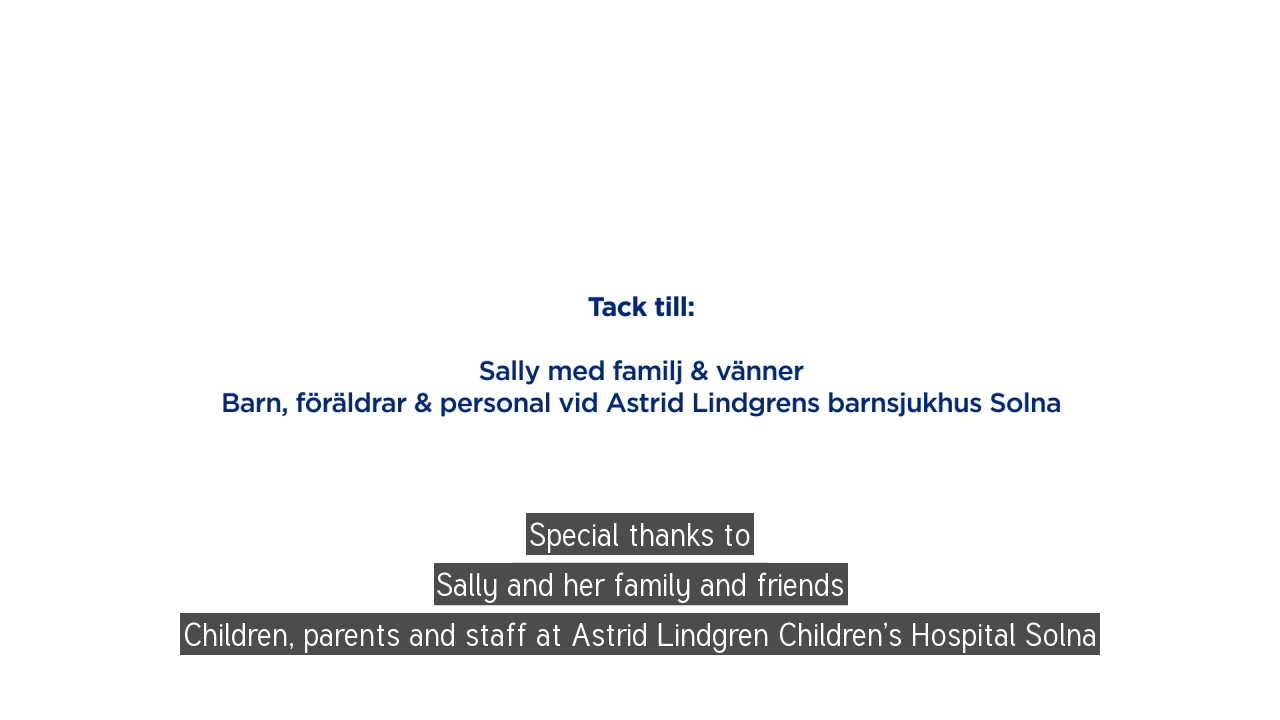 Tack till:
Sally med familj & vänner
Barn, föräldrar & personal vid Astrid Lindgrens barnsjukhus Solna
Special thanks to
Sally and her family and friends
Children, parents and staff at Astrid Lindgren Children’s Hospital Solna